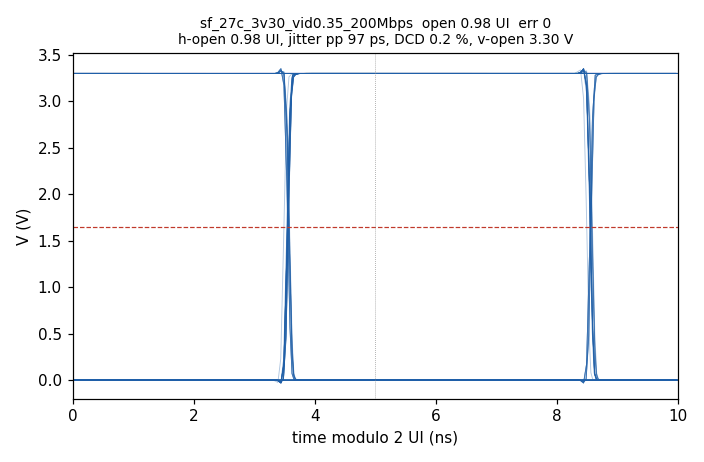 sf_27c_3v30_vid0.35_200Mbps  open 0.98 UI  err 0
h-open 0.98 UI, jitter pp 97 ps, DCD 0.2 %, v-open 3.30 V
3.5
3.0
2.5
2.0
1.5
1.0
0.5
0.0
V (V)
0 2 4 6 8 10
time modulo 2 UI (ns)